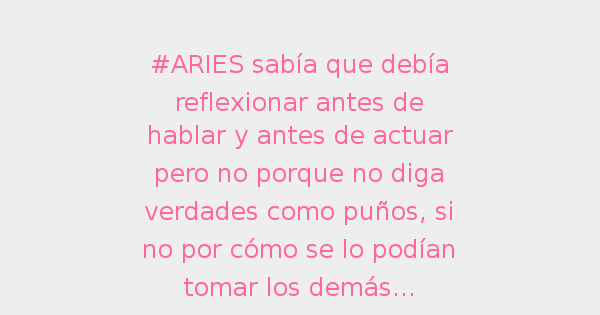 #ARIES sabía que debía
reflexionar antes de
hablar y antes de actuar
pero no porque no diga
verdades como puños, si
no por cómo se lo podían
tomar los demás...